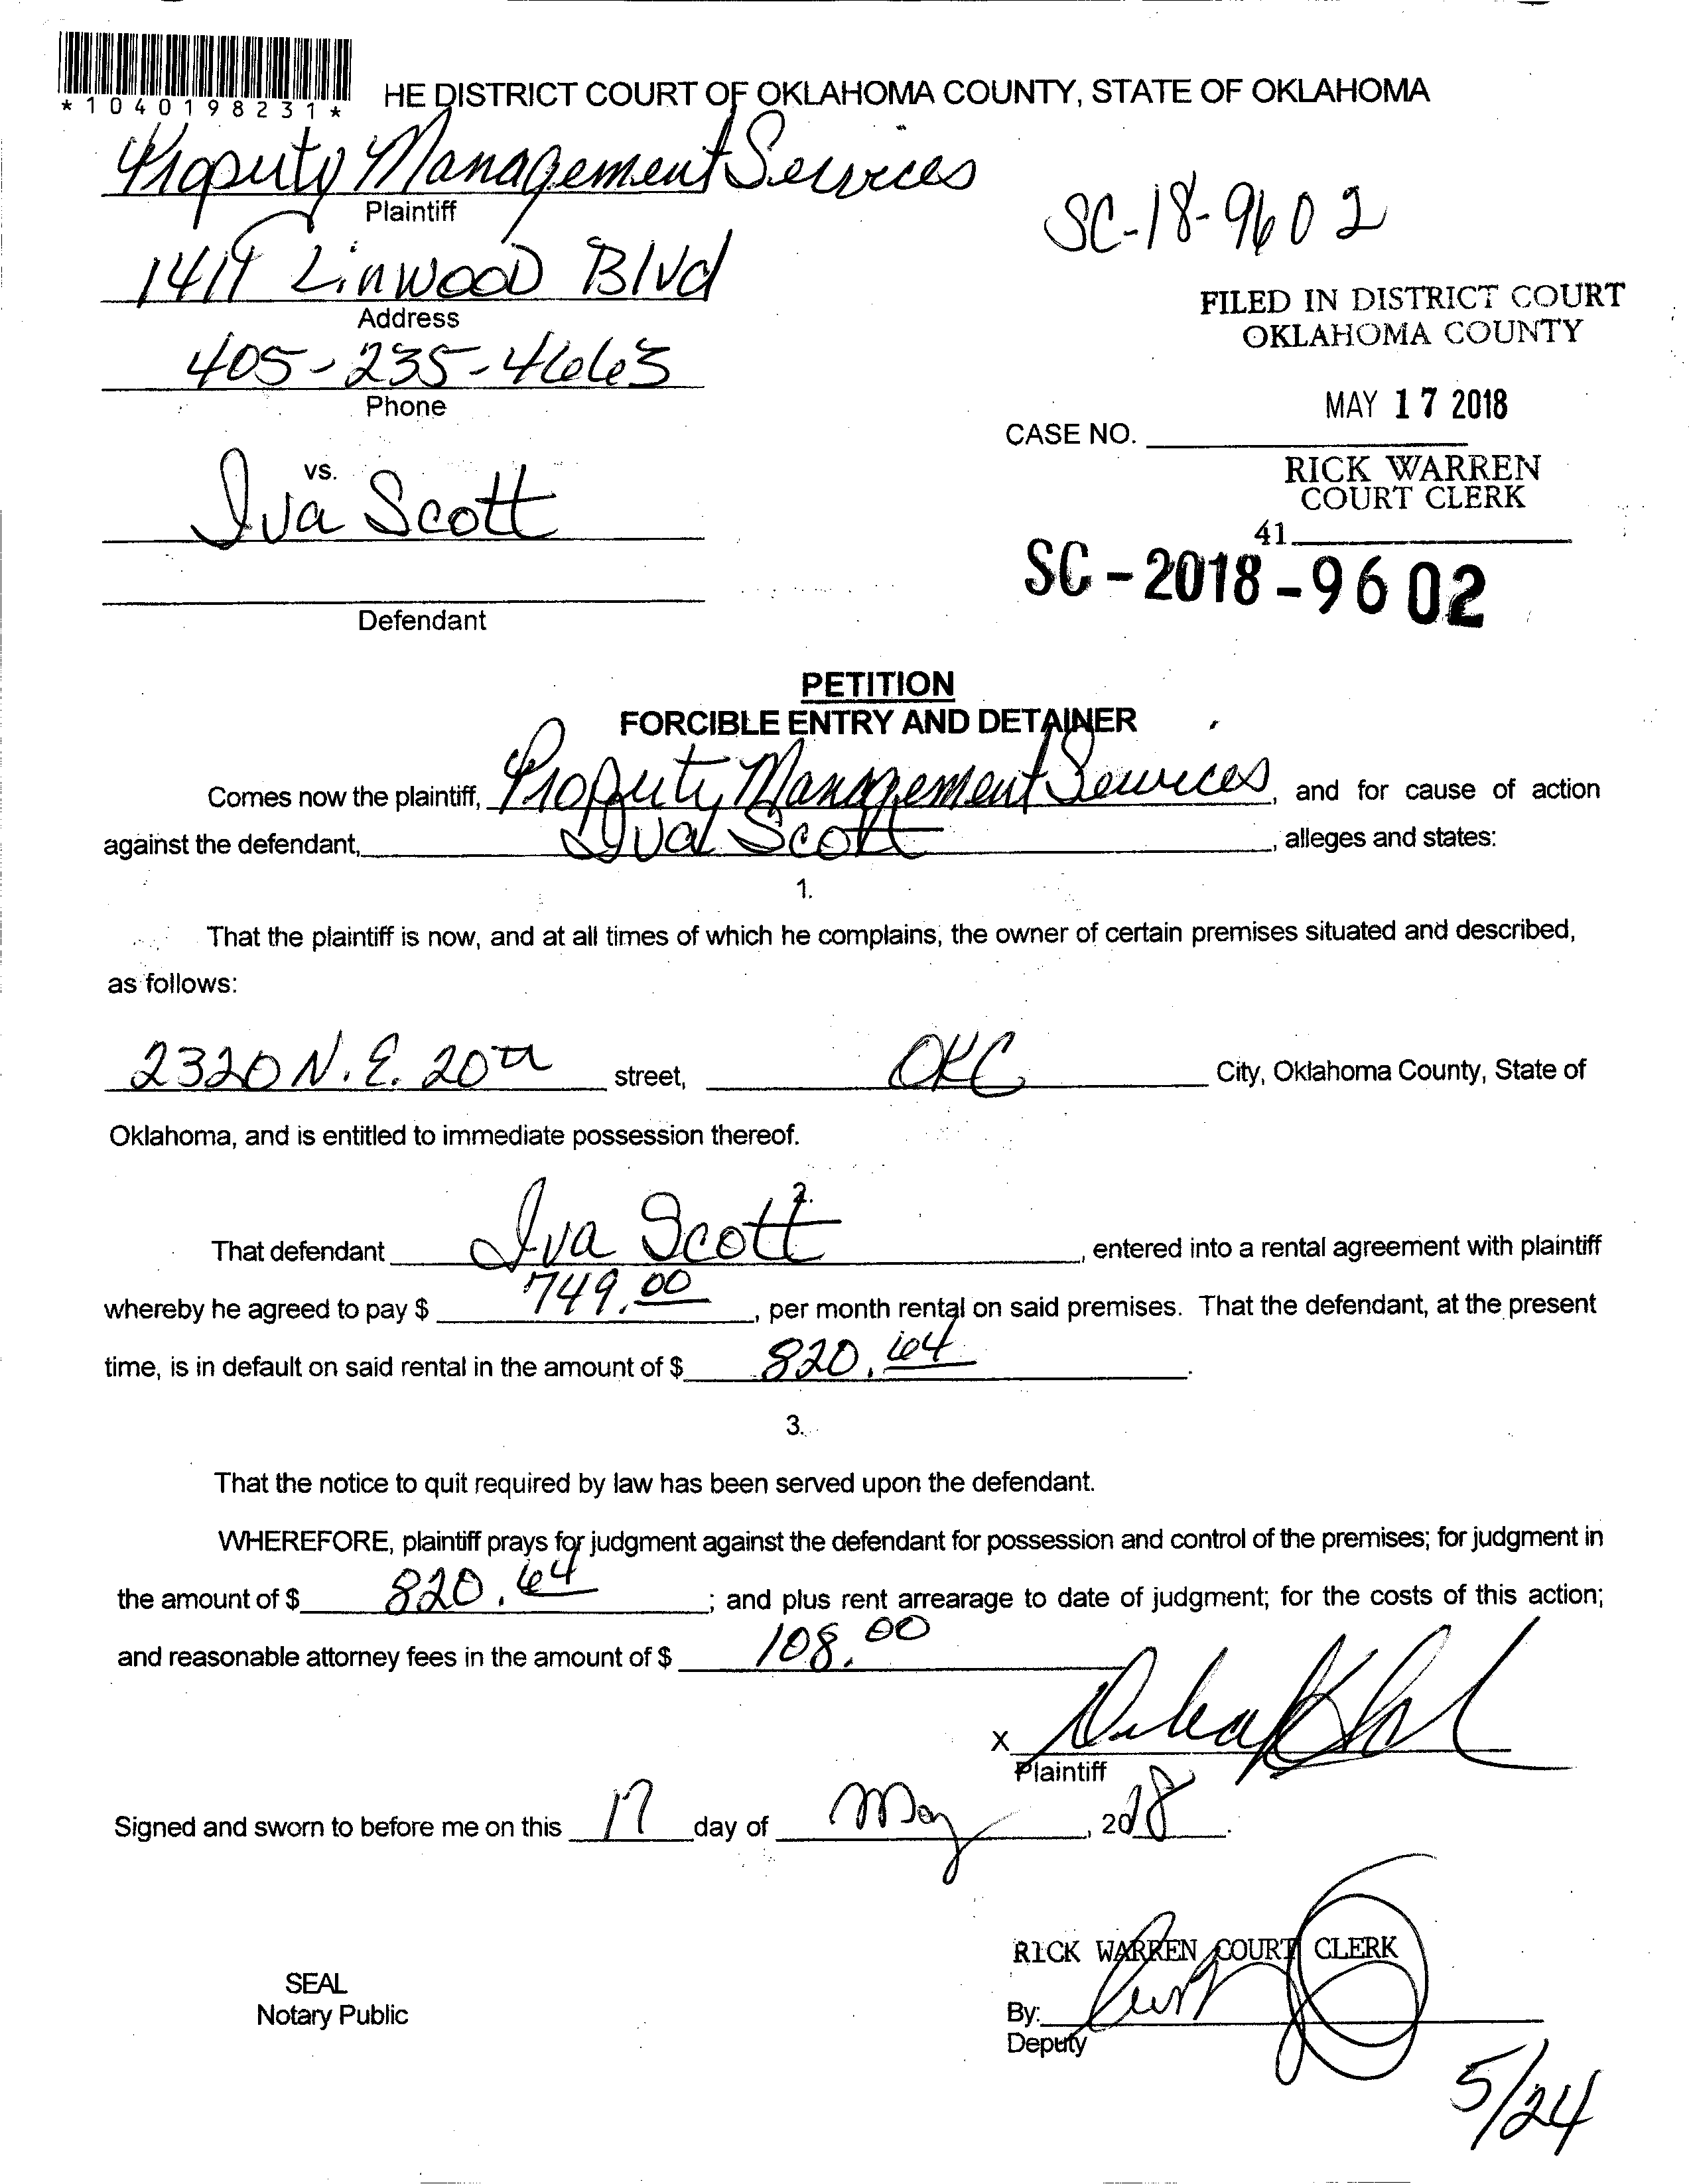 *1040198231*
HE DISTRICT COURT OF OKLAHOMA COUNTY, STATE OF OKLAHOMA
Property Management Services
Plaintiff
SC-18-9602
1419 Linwood Blvd
Address
FILED IN DISTRICT COURT
OKLAHOMA COUNTY
405-235-4663
Phone
MAY 17 2018
CASE NO.
vs.
RICK WARREN
COURT CLERK
Iva Scott
41
SC-2018-9602
Defendant
PETITION
FORCIBLE ENTRY AND DETAINER
Comes now the plaintiff, Property Management Services, and for cause of action
against the defendant, Iva Scott, alleges and states:
1.
That the plaintiff is now, and at all times of which he complains, the owner of certain premises situated and described,
as follows:
2320 N.E. 20th street, OKC City, Oklahoma County, State of
Oklahoma, and is entitled to immediate possession thereof.
2.
That defendant Iva Scott, entered into a rental agreement with plaintiff
whereby he agreed to pay $ 749.00, per month rental on said premises. That the defendant, at the present
time, is in default on said rental in the amount of $ 820.64.
3.
That the notice to quit required by law has been served upon the defendant.
WHEREFORE, plaintiff prays for judgment against the defendant for possession and control of the premises; for judgment in
the amount of $ 820.64; and plus rent arrearage to date of judgment; for the costs of this action;
and reasonable attorney fees in the amount of $ 108.00
X
Plaintiff
Signed and sworn to before me on this 17 day of May, 2018.
RICK WARREN COURT CLERK
SEAL
Notary Public
By:
Deputy
5/24